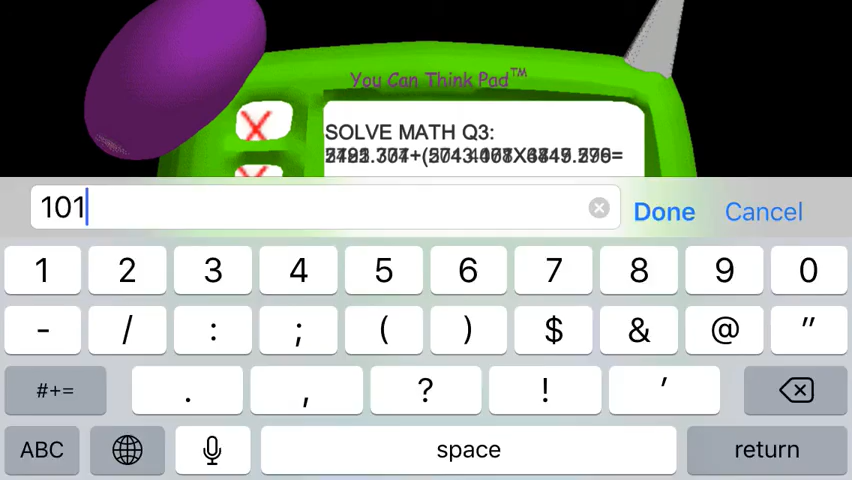 You Can Think Pad™
SOLVE MATH Q3:
101
Done Cancel
1 2 3 4 5 6 7 8 9 0
- / : ; ( ) $ & @ "
#+= . , ? ! '
ABC space return